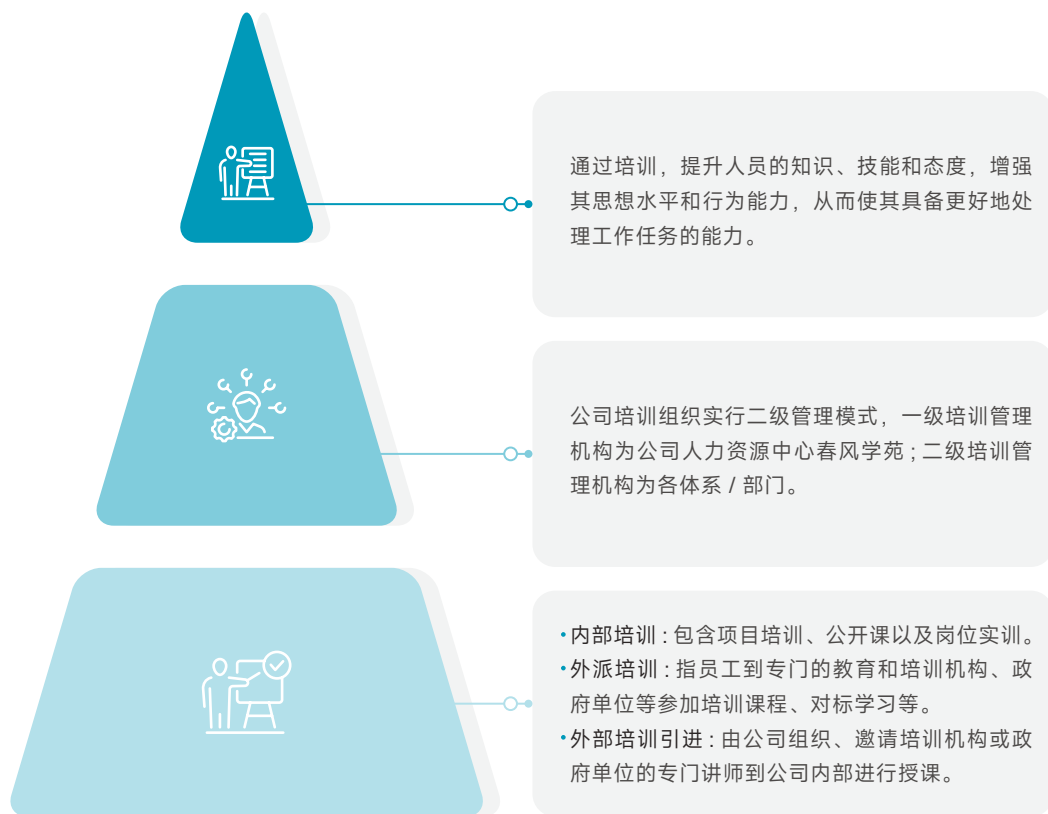 通过培训，提升人员的知识、技能和态度，增强
其思想水平和行为能力，从而使其具备更好地处
理工作任务的能力。
公司培训组织实行二级管理模式，一级培训管理
机构为公司人力资源中心春风学苑；二级培训管
理机构为各体系 / 部门。
•内部培训：包含项目培训、公开课以及岗位实训。
•外派培训：指员工到专门的教育和培训机构、政
府单位等参加培训课程、对标学习等。
•外部培训引进：由公司组织、邀请培训机构或政
府单位的专门讲师到公司内部进行授课。